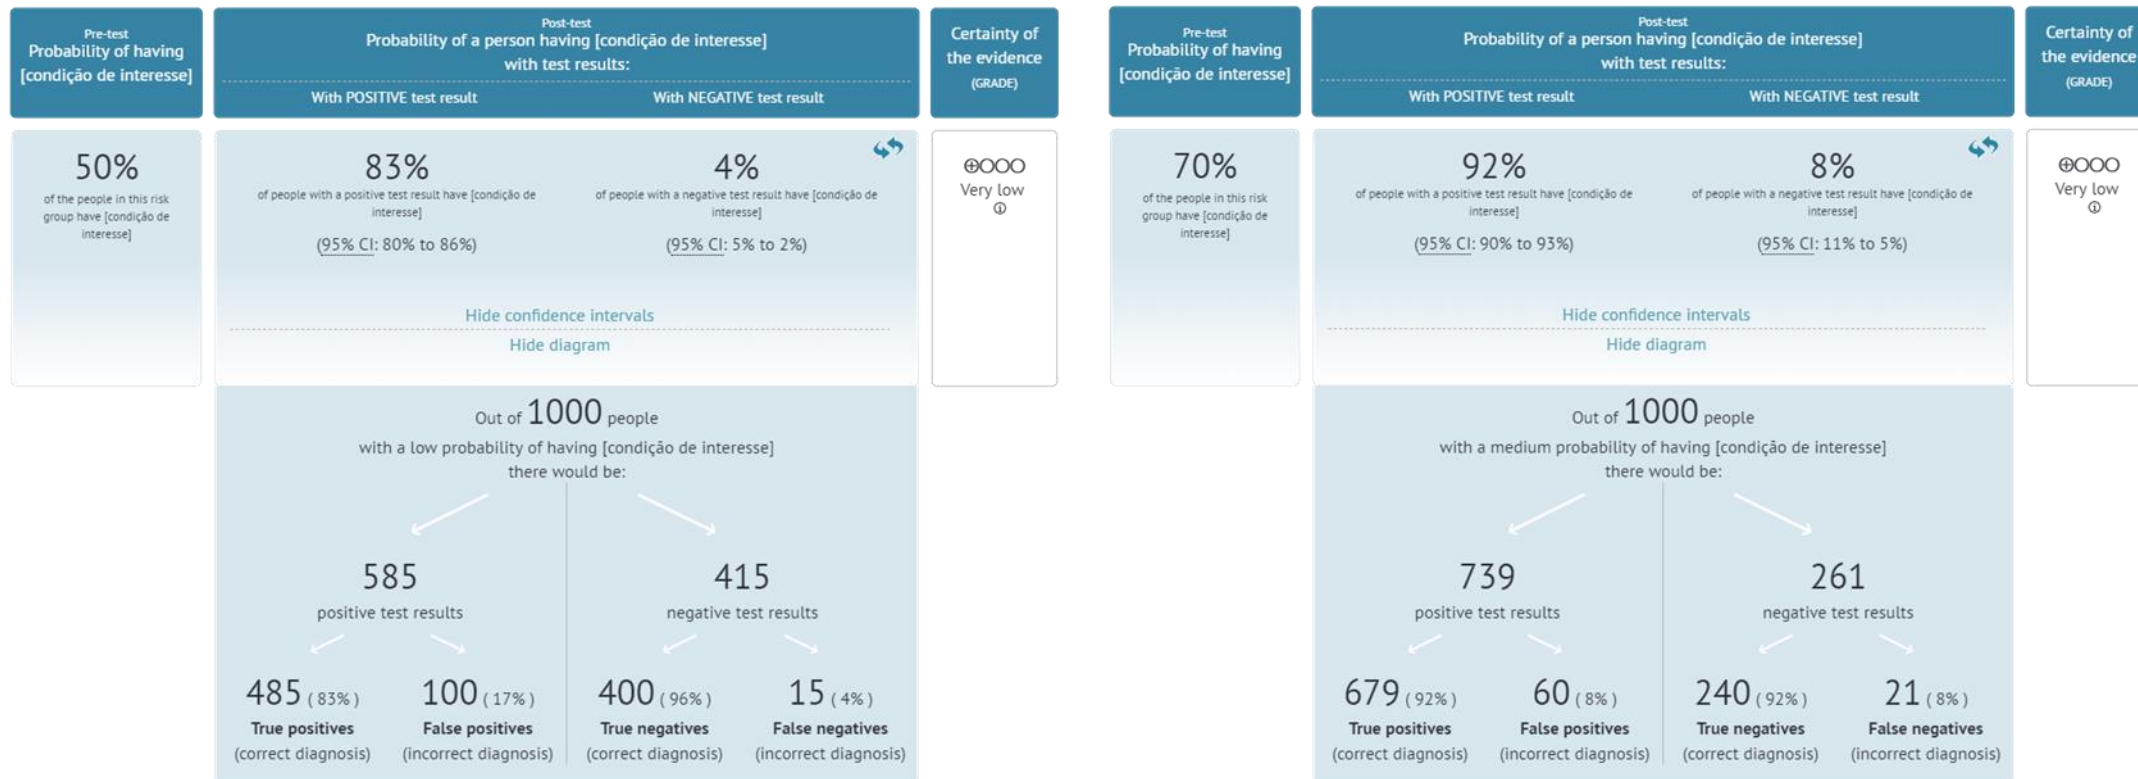 Pre-test
Probability of having
[condição de interesse]
Post-test
Probability of a person having [condição de interesse]
with test results:
With POSITIVE test result
With NEGATIVE test result
Certainty of
the evidence
(GRADE)
50%
of the people in this risk
group have [condição de
interesse]
83%
of people with a positive test result have [condição de
interesse]
(95% CI: 80% to 86%)
4%
of people with a negative test result have [condição de
interesse]
(95% CI: 5% to 2%)
Very low
Hide confidence intervals
Hide diagram
Out of 1000 people
with a low probability of having [condição de interesse]
there would be:
585
positive test results
415
negative test results
485 ( 83% )
True positives
(correct diagnosis)
100 ( 17% )
False positives
(incorrect diagnosis)
400 ( 96% )
True negatives
(correct diagnosis)
15 ( 4% )
False negatives
(incorrect diagnosis)
Pre-test
Probability of having
[condição de interesse]
Post-test
Probability of a person having [condição de interesse]
with test results:
With POSITIVE test result
With NEGATIVE test result
Certainty of
the evidence
(GRADE)
70%
of the people in this risk
group have [condição de
interesse]
92%
of people with a positive test result have [condição de
interesse]
(95% CI: 90% to 93%)
8%
of people with a negative test result have [condição de
interesse]
(95% CI: 11% to 5%)
Very low
Hide confidence intervals
Hide diagram
Out of 1000 people
with a medium probability of having [condição de interesse]
there would be:
739
positive test results
261
negative test results
679 ( 92% )
True positives
(correct diagnosis)
60 ( 8% )
False positives
(incorrect diagnosis)
240 ( 92% )
True negatives
(correct diagnosis)
21 ( 8% )
False negatives
(incorrect diagnosis)